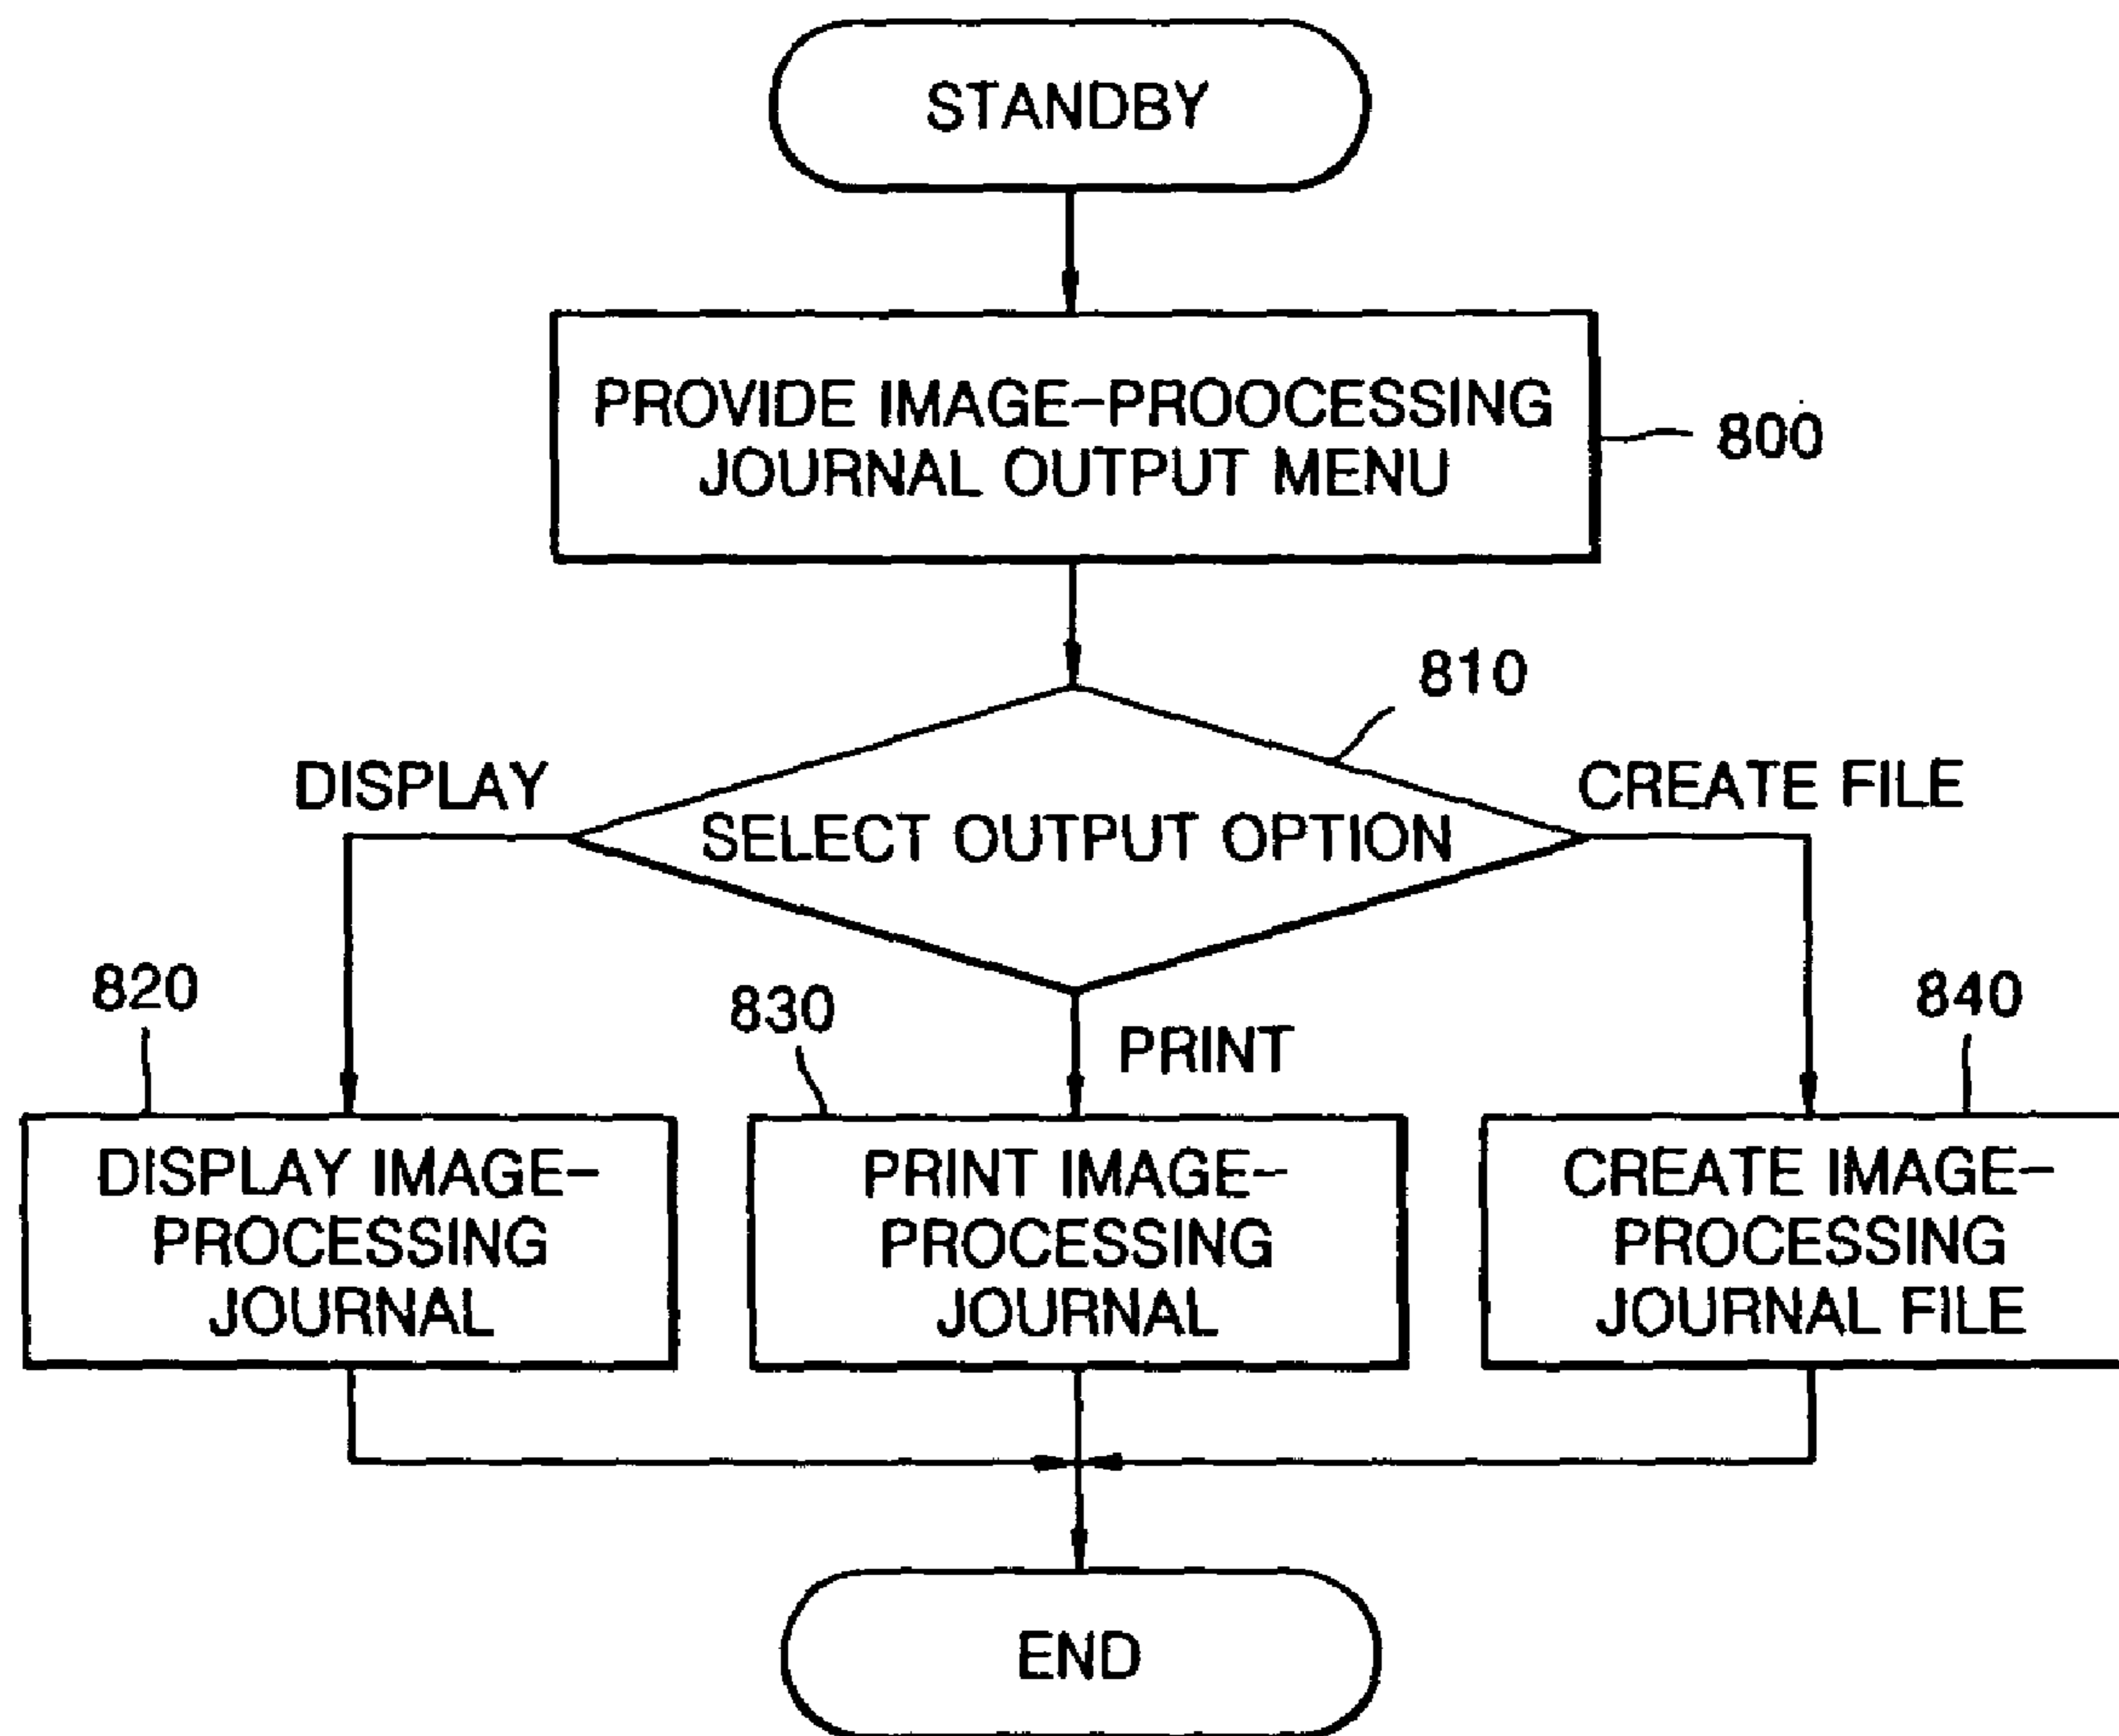 STANDBY
PROVIDE IMAGE-PROOCESSING
JOURNAL OUTPUT MENU
800
810
DISPLAY
CREATE FILE
SELECT OUTPUT OPTION
820
830
840
PRINT
DISPLAY IMAGE-
PROCESSING
JOURNAL
PRINT IMAGE-
PROCESSING
JOURNAL
CREATE IMAGE-
PROCESSING
JOURNAL FILE
END